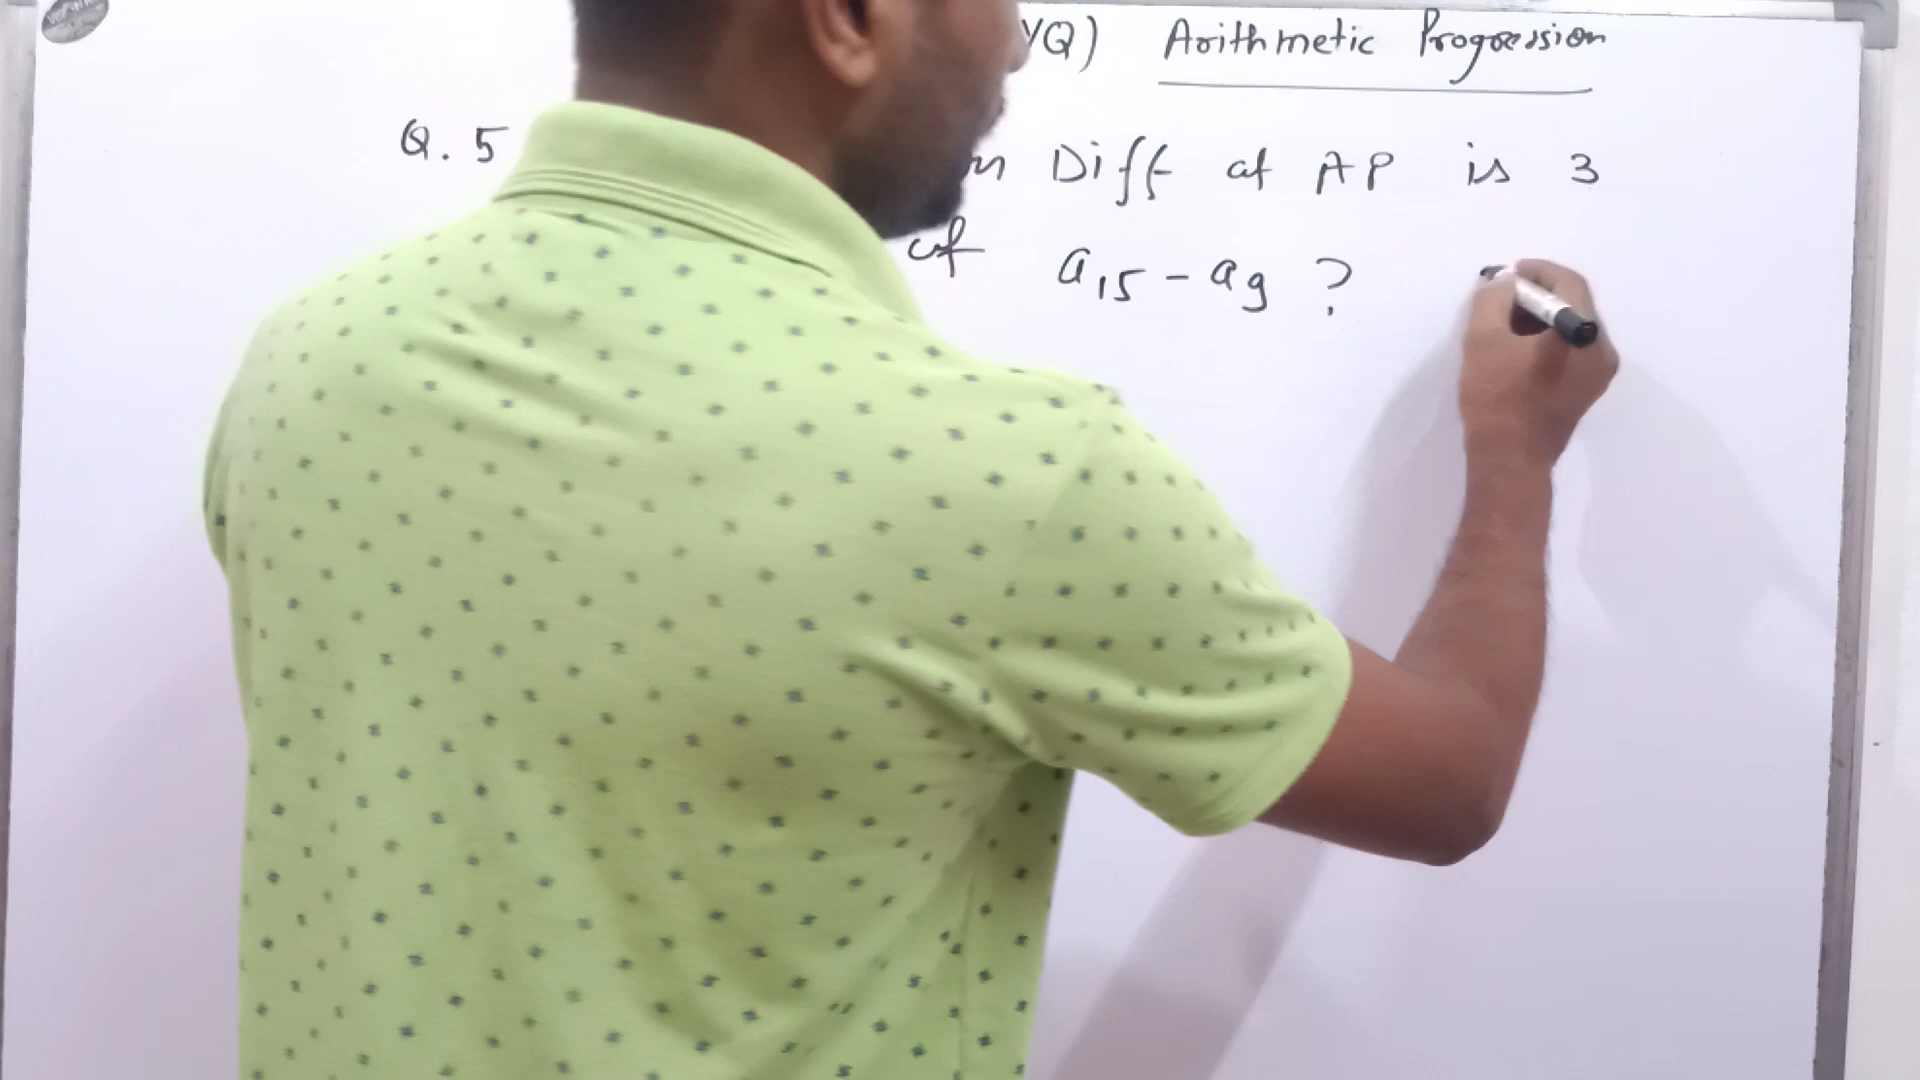 YQ) Arithmetic Progression
Q. 5 n Diff of AP is 3
of a15 - a9 ?